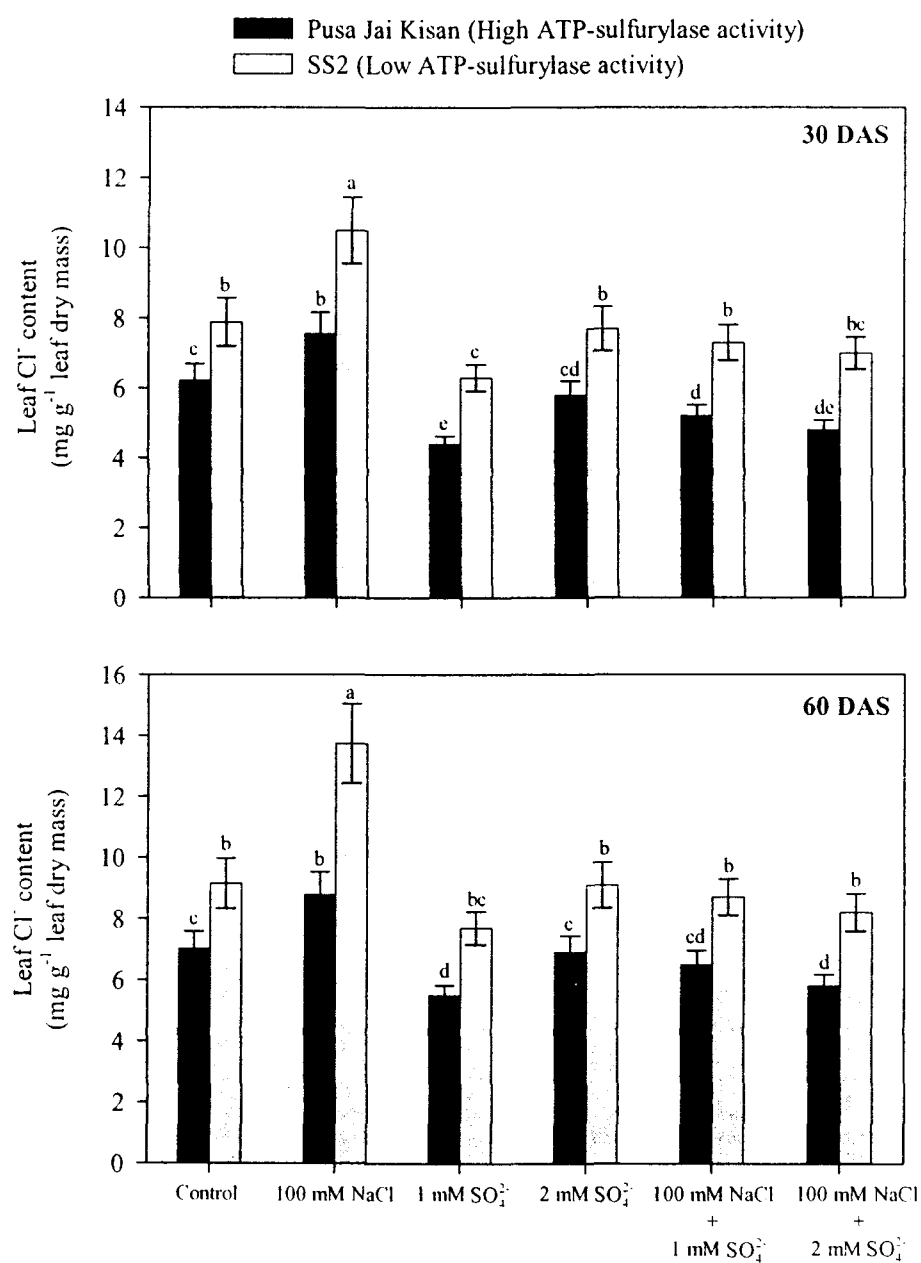 Pusa Jai Kisan (High ATP-sulfurylase activity)
SS2 (Low ATP-sulfurylase activity)
30 DAS
Leaf Cl⁻ content
(mg g⁻¹ leaf dry mass)
14
12
10
8
6
4
2
0
c
b
b
a
e
c
cd
b
d
b
de
bc
60 DAS
Leaf Cl⁻ content
(mg g⁻¹ leaf dry mass)
16
14
12
10
8
6
4
2
0
c
b
b
a
d
bc
c
b
cd
b
d
b
Control
100 mM NaCl
1 mM SO₄²⁻
2 mM SO₄²⁻
100 mM NaCl
+
1 mM SO₄²⁻
100 mM NaCl
+
2 mM SO₄²⁻